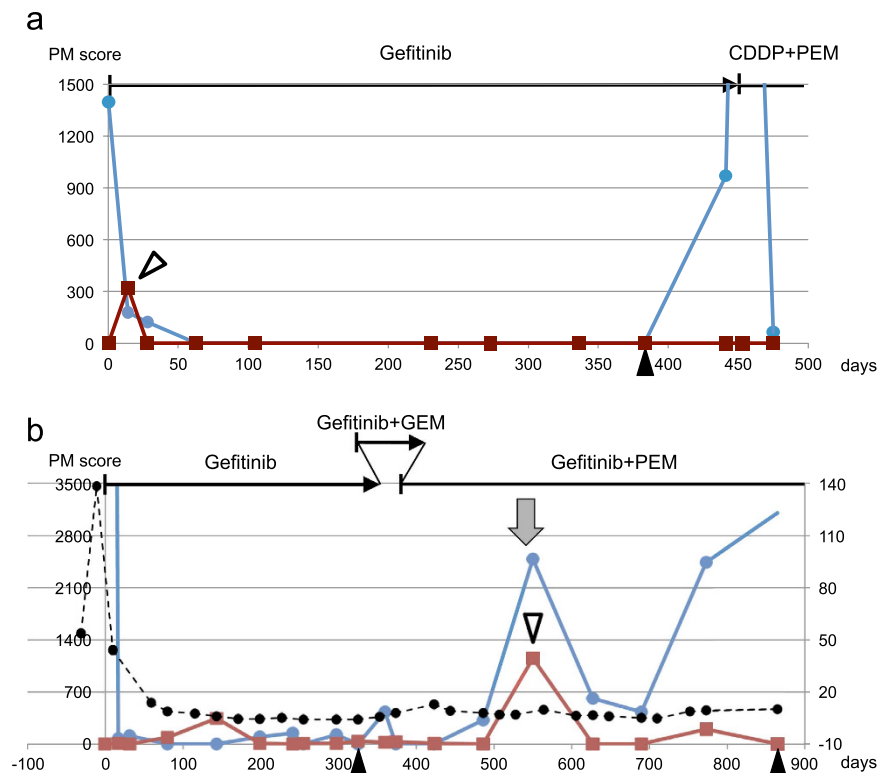 a
PM score
Gefitinib
CDDP+PEM
1500
1200
900
600
300
0
0 50 100 150 200 250 300 350 400 450 500 days
b
Gefitinib+GEM
PM score
Gefitinib
Gefitinib+PEM
3500 140
2800 110
2100 80
1400 50
700 20
0 -10
-100 0 100 200 300 400 500 600 700 800 900 days